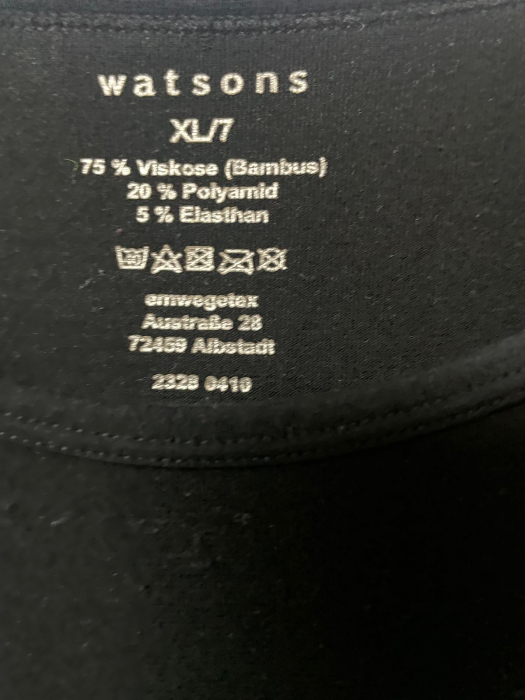 watsons
XL/7
75 % Viskose (Bambus)
20 % Polyamid
5 % Elasthan
emwegetex
Austraße 28
72459 Albstadt
2328 0410